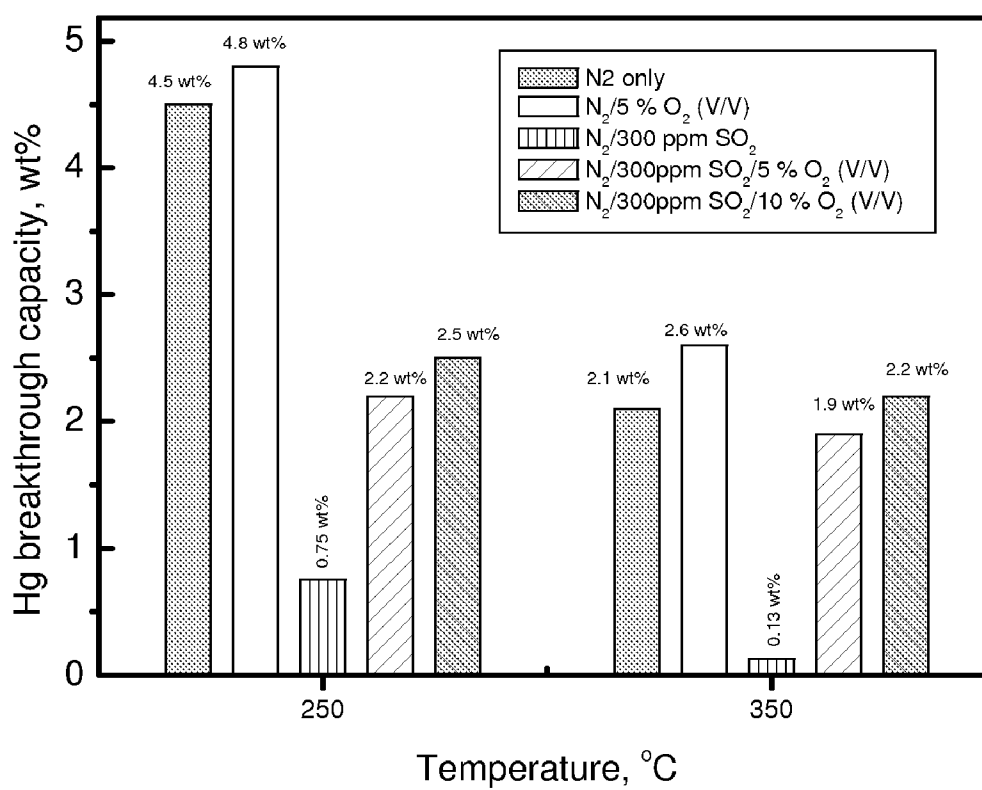 Hg breakthrough capacity, wt%
5
4
3
2
1
0
4.5 wt%
4.8 wt%
0.75 wt%
2.2 wt%
2.5 wt%
2.1 wt%
2.6 wt%
0.13 wt%
1.9 wt%
2.2 wt%
N2 only
N₂/5 % O₂ (V/V)
N₂/300 ppm SO₂
N₂/300ppm SO₂/5 % O₂ (V/V)
N₂/300ppm SO₂/10 % O₂ (V/V)
250
350
Temperature, °C